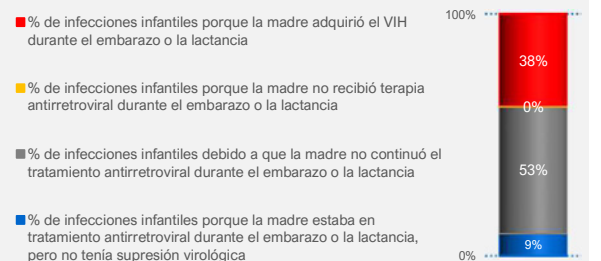 % de infecciones infantiles porque la madre adquirió el VIH
durante el embarazo o la lactancia
% de infecciones infantiles porque la madre no recibió terapia
antirretroviral durante el embarazo o la lactancia
% de infecciones infantiles debido a que la madre no continuó el
tratamiento antirretroviral durante el embarazo o la lactancia
% de infecciones infantiles porque la madre estaba en
tratamiento antirretroviral durante el embarazo o la lactancia,
pero no tenía supresión virológica
100%
38%
0%
53%
9%
0%